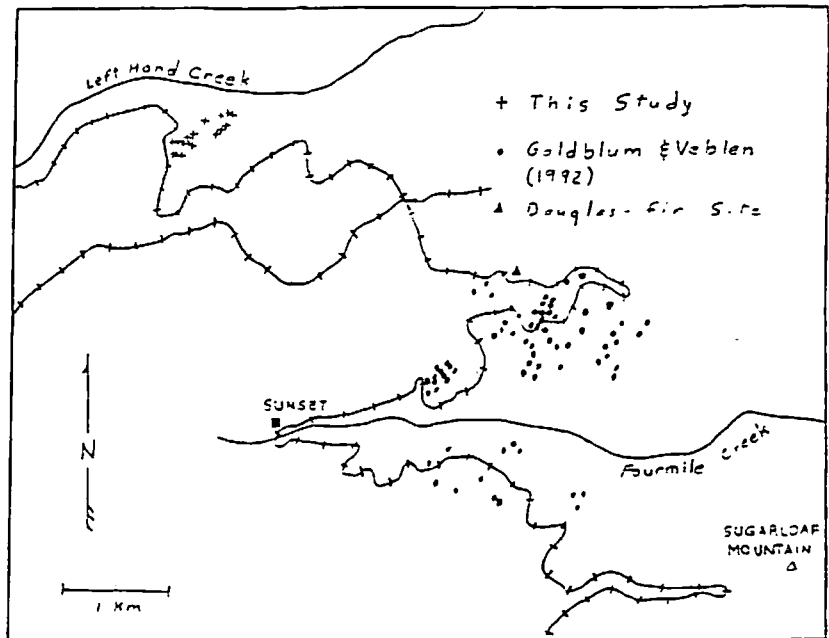 Left Hand Creek
+ This Study
• Goldblum & Veblen
(1992)
▲ Douglas-fir Site
SUNSET
N
Fourmile Creek
SUGARLOAF
MOUNTAIN
1 Km